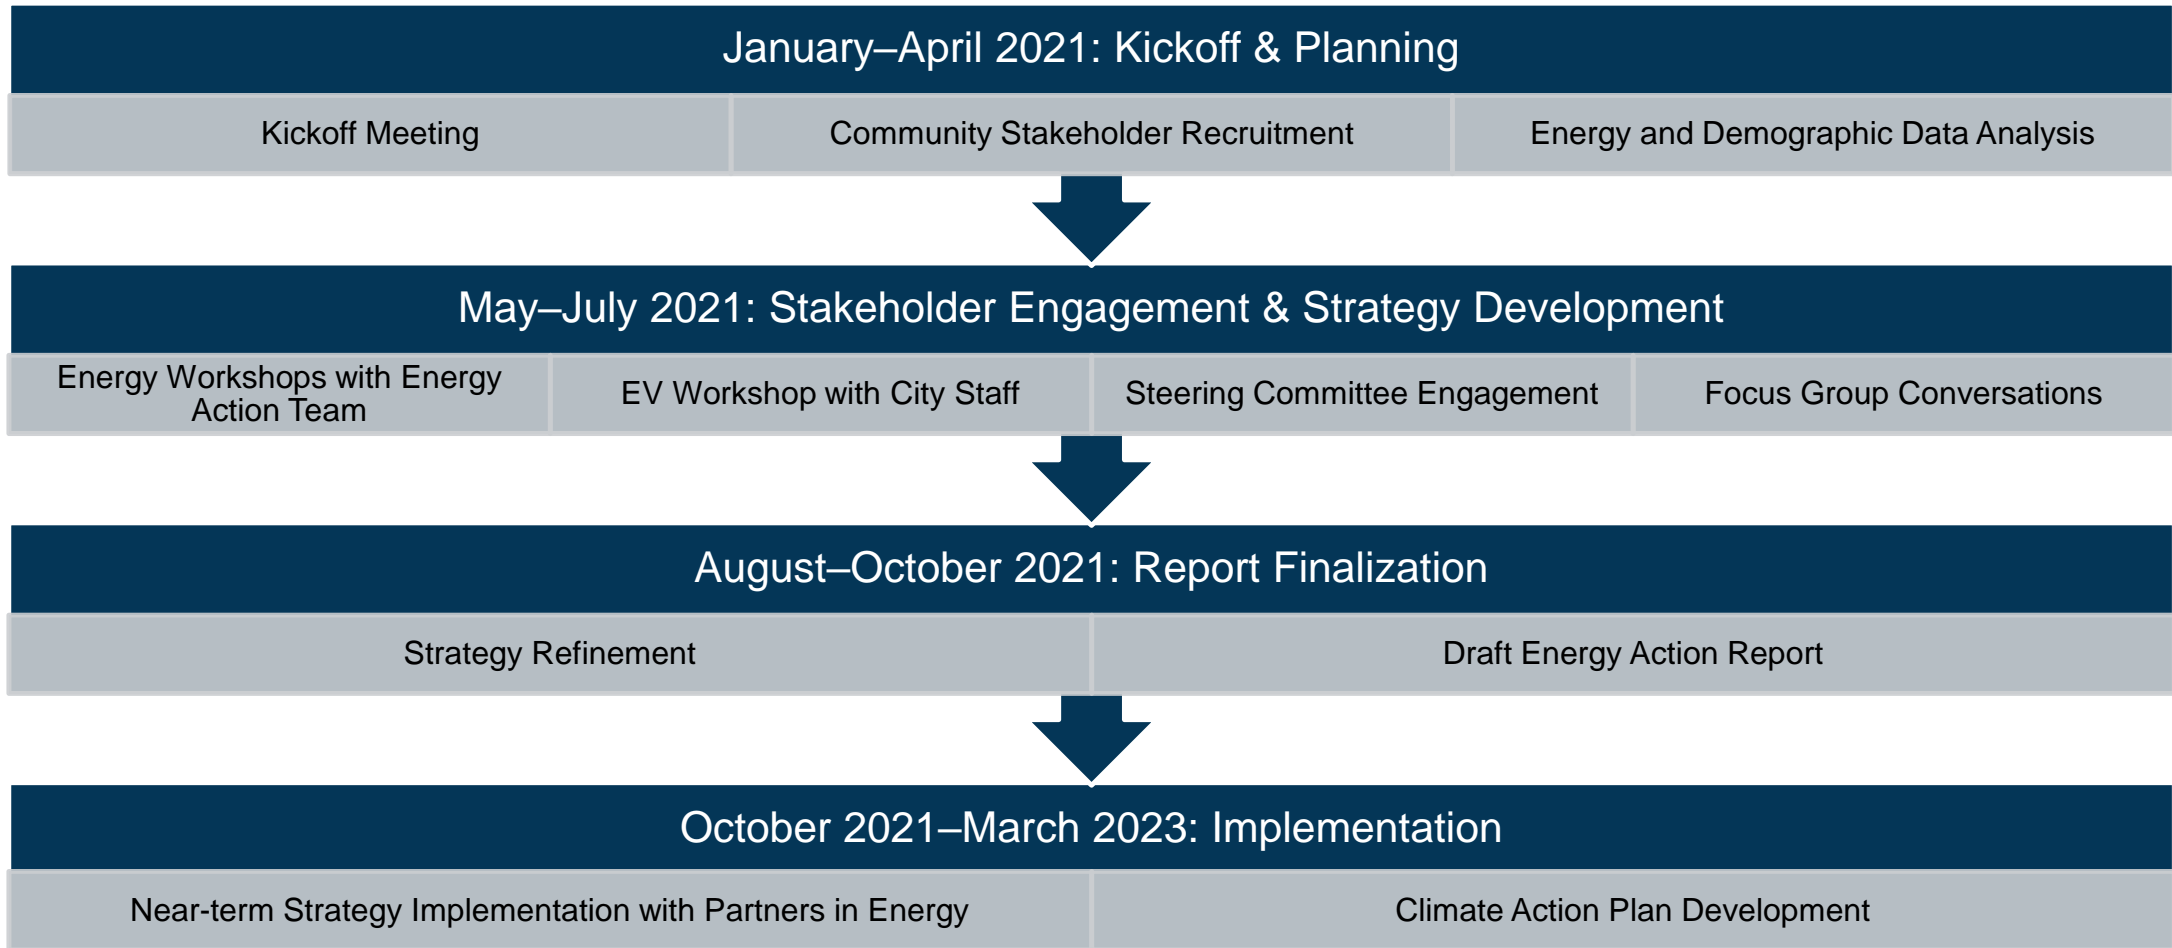 January–April 2021: Kickoff & Planning
Kickoff Meeting
Community Stakeholder Recruitment
Energy and Demographic Data Analysis
May–July 2021: Stakeholder Engagement & Strategy Development
Energy Workshops with Energy
Action Team
EV Workshop with City Staff
Steering Committee Engagement
Focus Group Conversations
August–October 2021: Report Finalization
Strategy Refinement
Draft Energy Action Report
October 2021–March 2023: Implementation
Near-term Strategy Implementation with Partners in Energy
Climate Action Plan Development